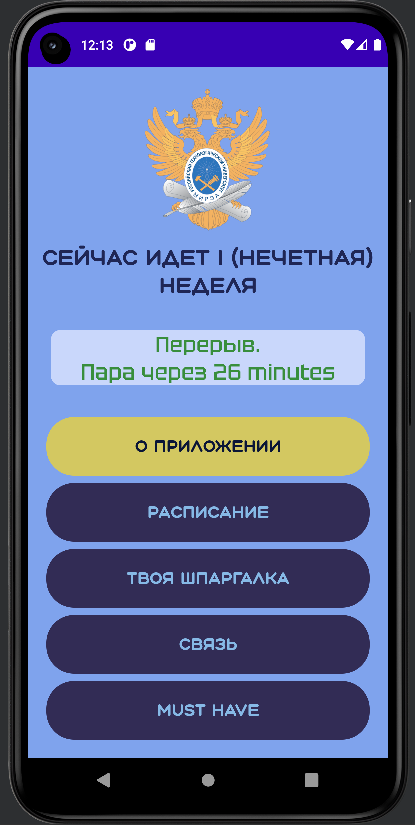 12:13
СЕЙЧАС ИДЕТ I (НЕЧЕТНАЯ)
НЕДЕЛЯ
Перерыв.
Пара через 26 minutes
О ПРИЛОЖЕНИИ
РАСПИСАНИЕ
ТВОЯ ШПАРГАЛКА
СВЯЗЬ
MUST HAVE